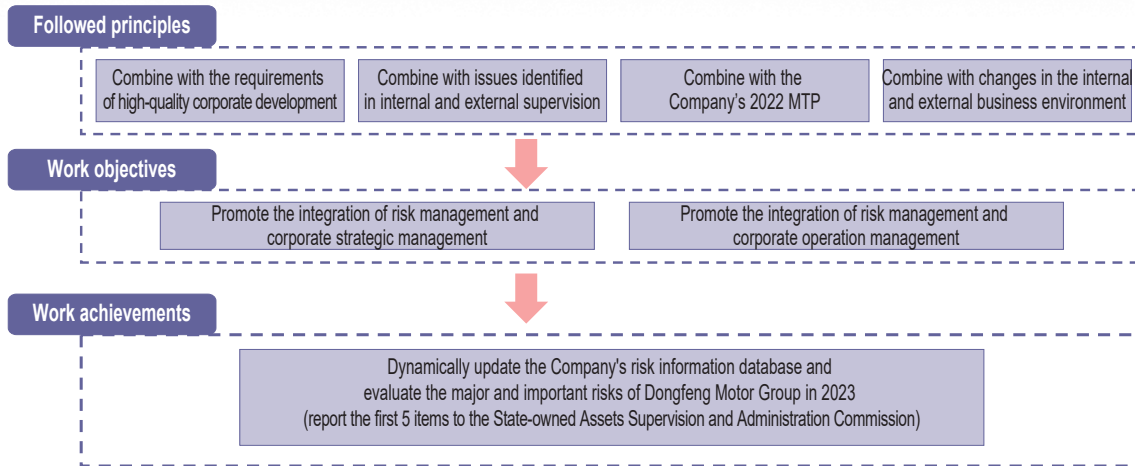 Followed principles
Combine with the requirements
of high-quality corporate development
Combine with issues identified
in internal and external supervision
Combine with the
Company's 2022 MTP
Combine with changes in the internal
and external business environment
Work objectives
Promote the integration of risk management and
corporate strategic management
Promote the integration of risk management and
corporate operation management
Work achievements
Dynamically update the Company's risk information database and
evaluate the major and important risks of Dongfeng Motor Group in 2023
(report the first 5 items to the State-owned Assets Supervision and Administration Commission)